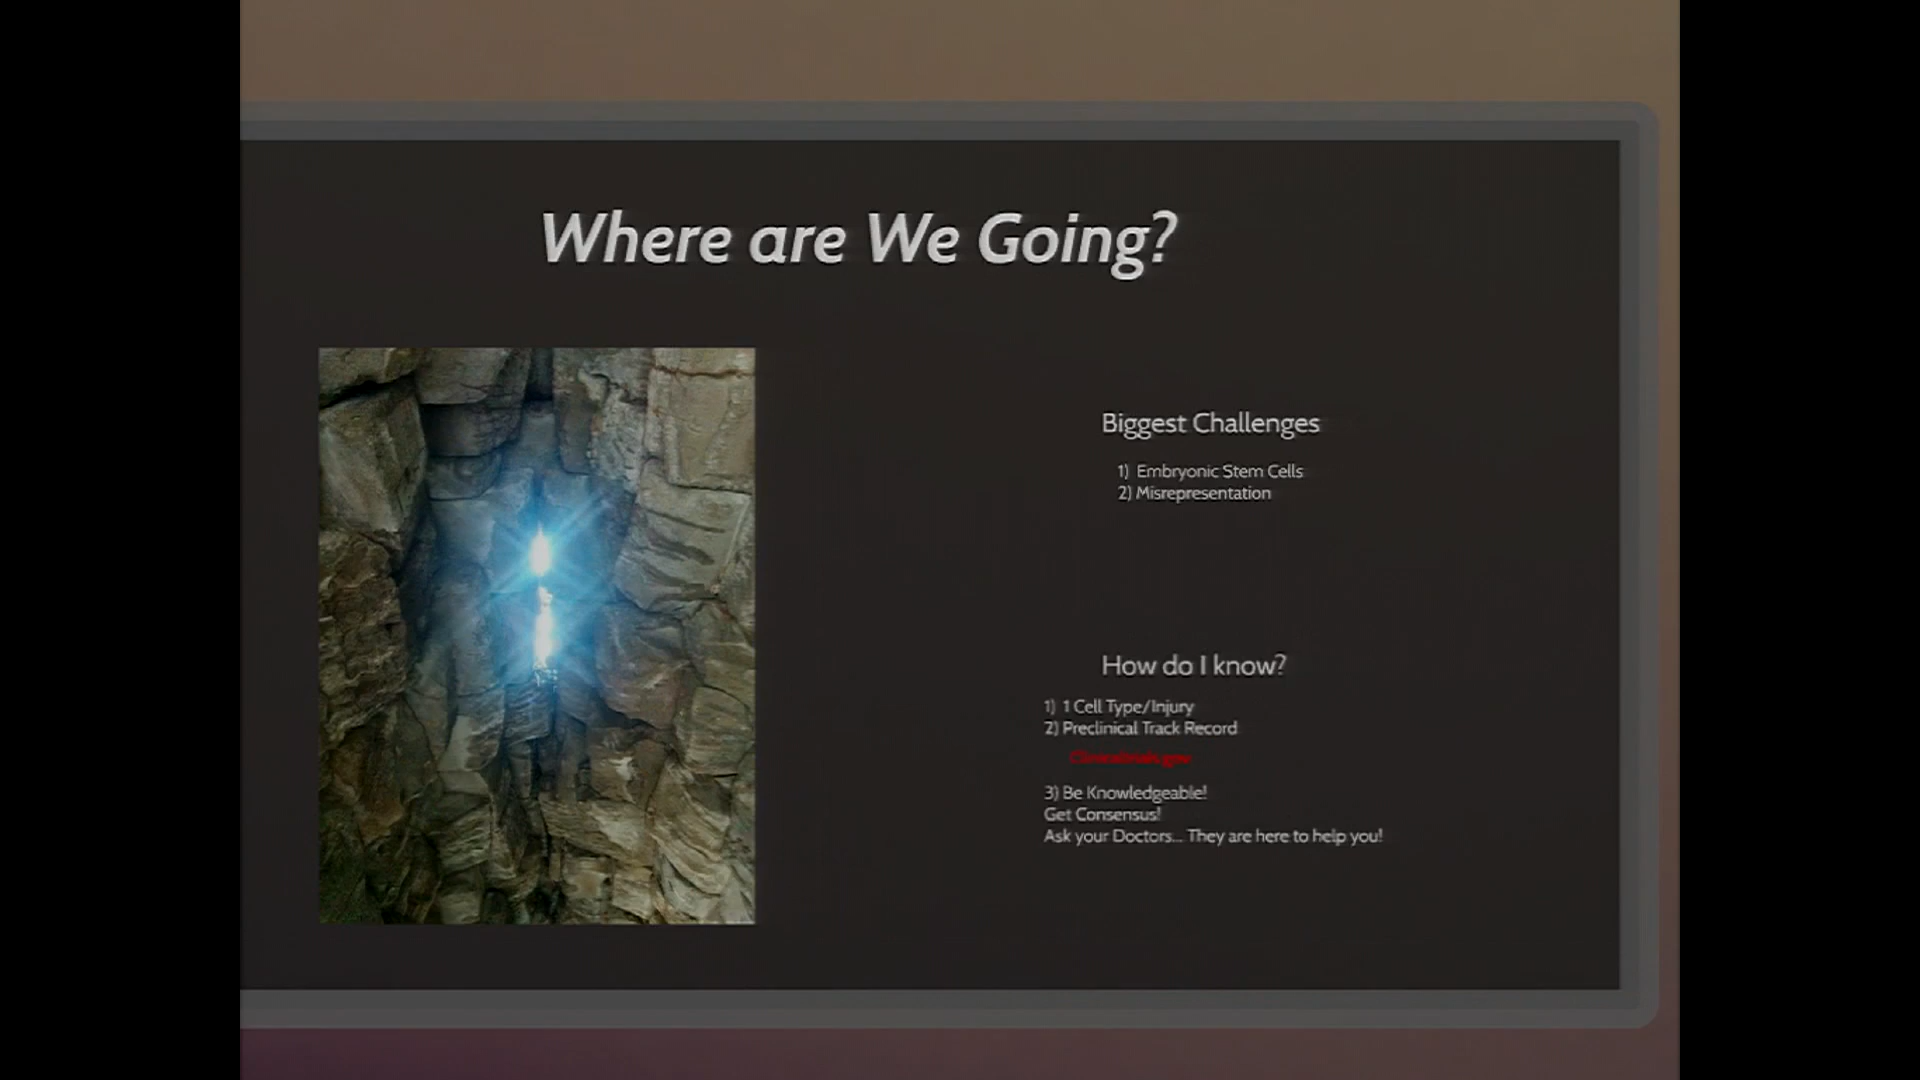 Where are We Going?
Biggest Challenges
1) Embryonic Stem Cells
2) Misrepresentation
How do I know?
1) 1 Cell Type/Injury
2) Preclinical Track Record
Clinicaltrials.gov
3) Be Knowledgeable!
Get Consensus!
Ask your Doctors... They are here to help you!